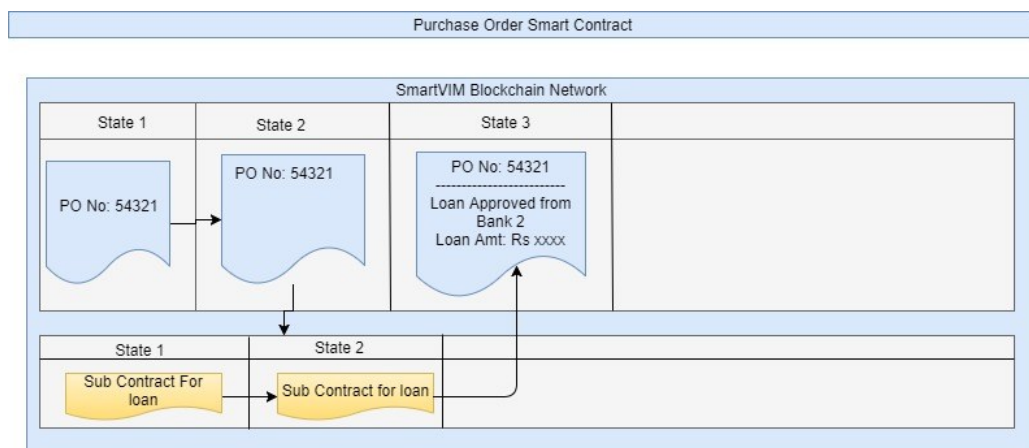 Purchase Order Smart Contract
SmartVIM Blockchain Network
State 1
State 2
State 3
PO No: 54321
PO No: 54321
PO No: 54321
--------------------------
Loan Approved from
Bank 2
Loan Amt: Rs xxxx
State 1
State 2
Sub Contract For
loan
Sub Contract for loan